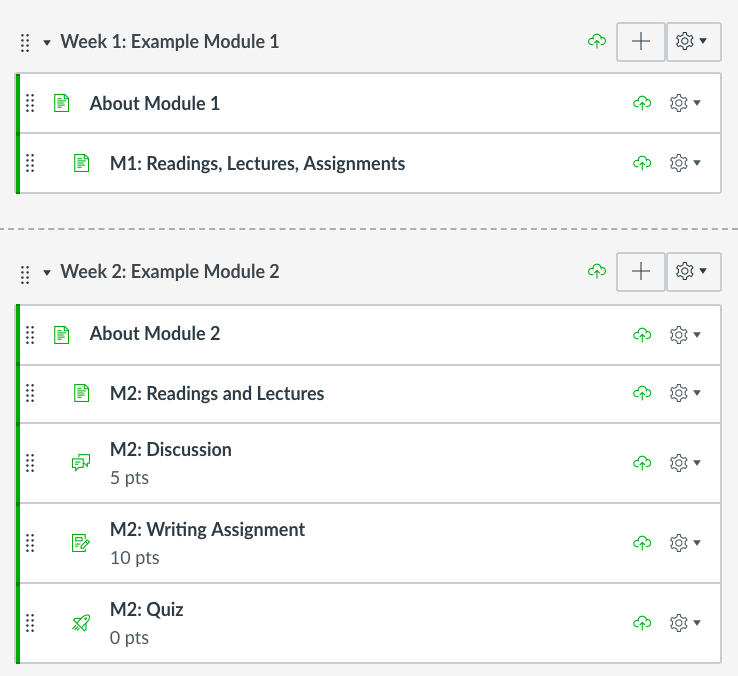 Week 1: Example Module 1
About Module 1
M1: Readings, Lectures, Assignments
Week 2: Example Module 2
About Module 2
M2: Readings and Lectures
M2: Discussion
5 pts
M2: Writing Assignment
10 pts
M2: Quiz
0 pts